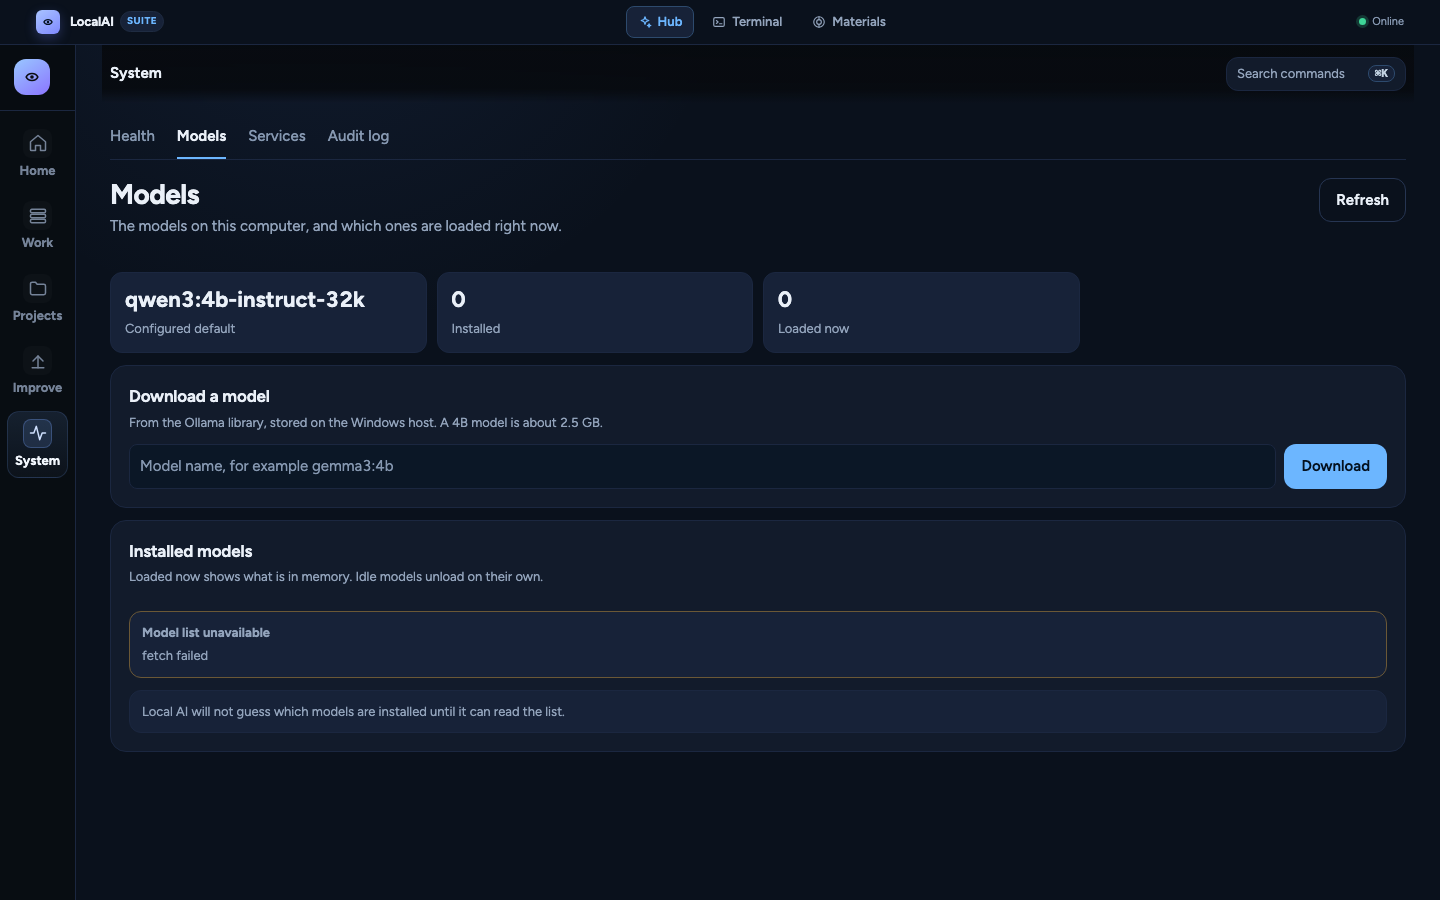 LocalAI SUITE
Hub
Terminal
Materials
Online
System
Search commands ⌘K
Home
Work
Projects
Improve
System
Health
Models
Services
Audit log
Models
The models on this computer, and which ones are loaded right now.
Refresh
qwen3:4b-instruct-32k
Configured default
0
Installed
0
Loaded now
Download a model
From the Ollama library, stored on the Windows host. A 4B model is about 2.5 GB.
Model name, for example gemma3:4b
Download
Installed models
Loaded now shows what is in memory. Idle models unload on their own.
Model list unavailable
fetch failed
Local AI will not guess which models are installed until it can read the list.